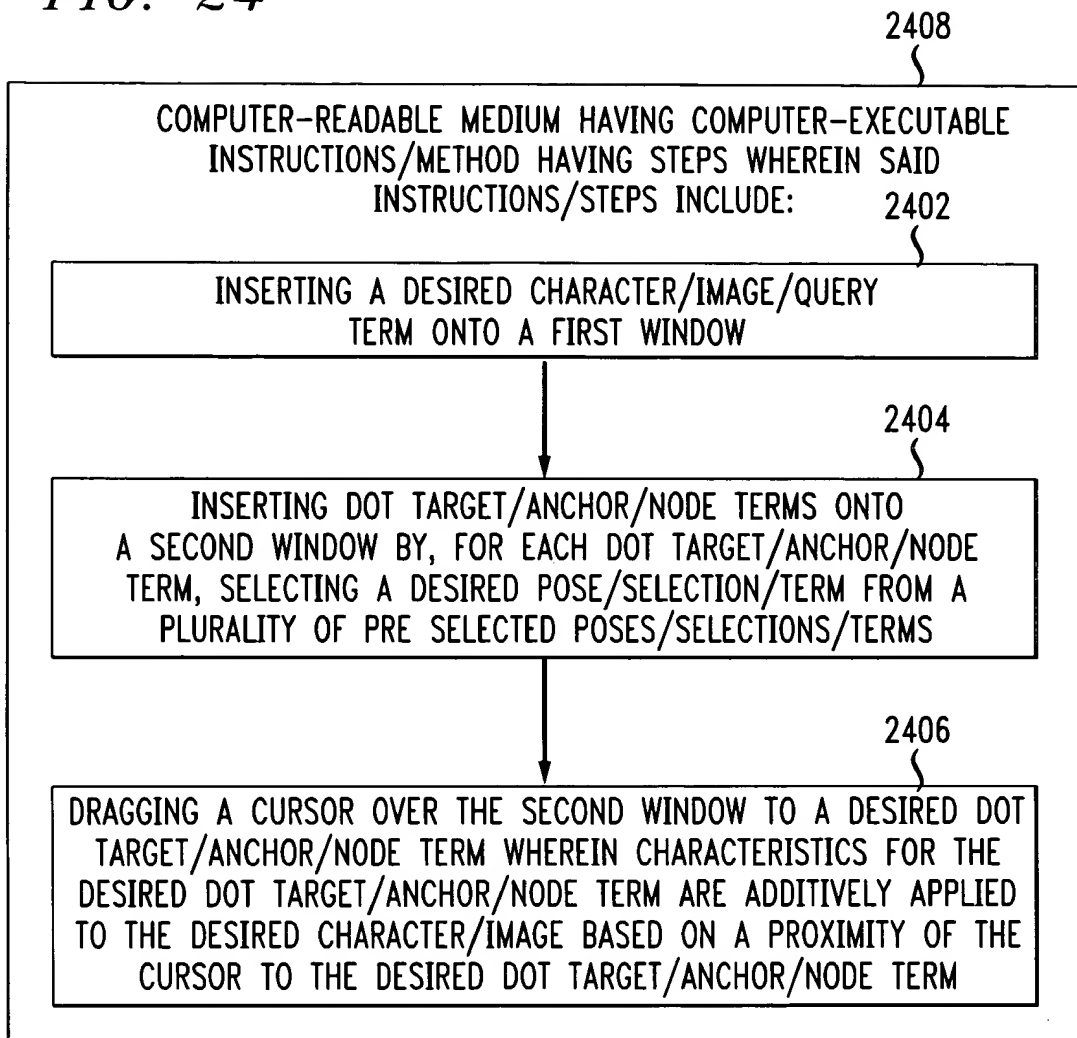 FIG. 24
2408
COMPUTER-READABLE MEDIUM HAVING COMPUTER-EXECUTABLE
INSTRUCTIONS/METHOD HAVING STEPS WHEREIN SAID
INSTRUCTIONS/STEPS INCLUDE:
2402
INSERTING A DESIRED CHARACTER/IMAGE/QUERY
TERM ONTO A FIRST WINDOW
2404
INSERTING DOT TARGET/ANCHOR/NODE TERMS ONTO
A SECOND WINDOW BY, FOR EACH DOT TARGET/ANCHOR/NODE
TERM, SELECTING A DESIRED POSE/SELECTION/TERM FROM A
PLURALITY OF PRE SELECTED POSES/SELECTIONS/TERMS
2406
DRAGGING A CURSOR OVER THE SECOND WINDOW TO A DESIRED DOT
TARGET/ANCHOR/NODE TERM WHEREIN CHARACTERISTICS FOR THE
DESIRED DOT TARGET/ANCHOR/NODE TERM ARE ADDITIVELY APPLIED
TO THE DESIRED CHARACTER/IMAGE BASED ON A PROXIMITY OF THE
CURSOR TO THE DESIRED DOT TARGET/ANCHOR/NODE TERM